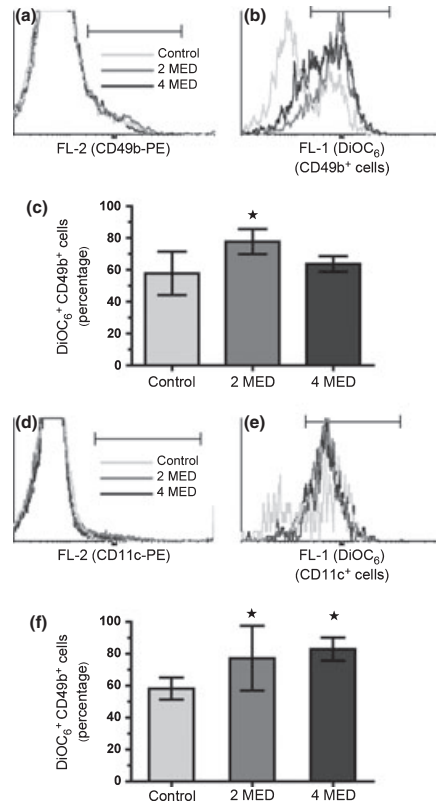 (a)
Control
2 MED
4 MED
FL-2 (CD49b-PE)
(b)
FL-1 (DiOC6)
(CD49b+ cells)
(c)
DiOC6+ CD49b+ cells
(percentage)
100
80
60
40
20
0
Control 2 MED 4 MED
(d)
Control
2 MED
4 MED
FL-2 (CD11c-PE)
(e)
FL-1 (DiOC6)
(CD11c+ cells)
(f)
DiOC6+ CD49b+ cells
(percentage)
100
80
60
40
20
0
Control 2 MED 4 MED